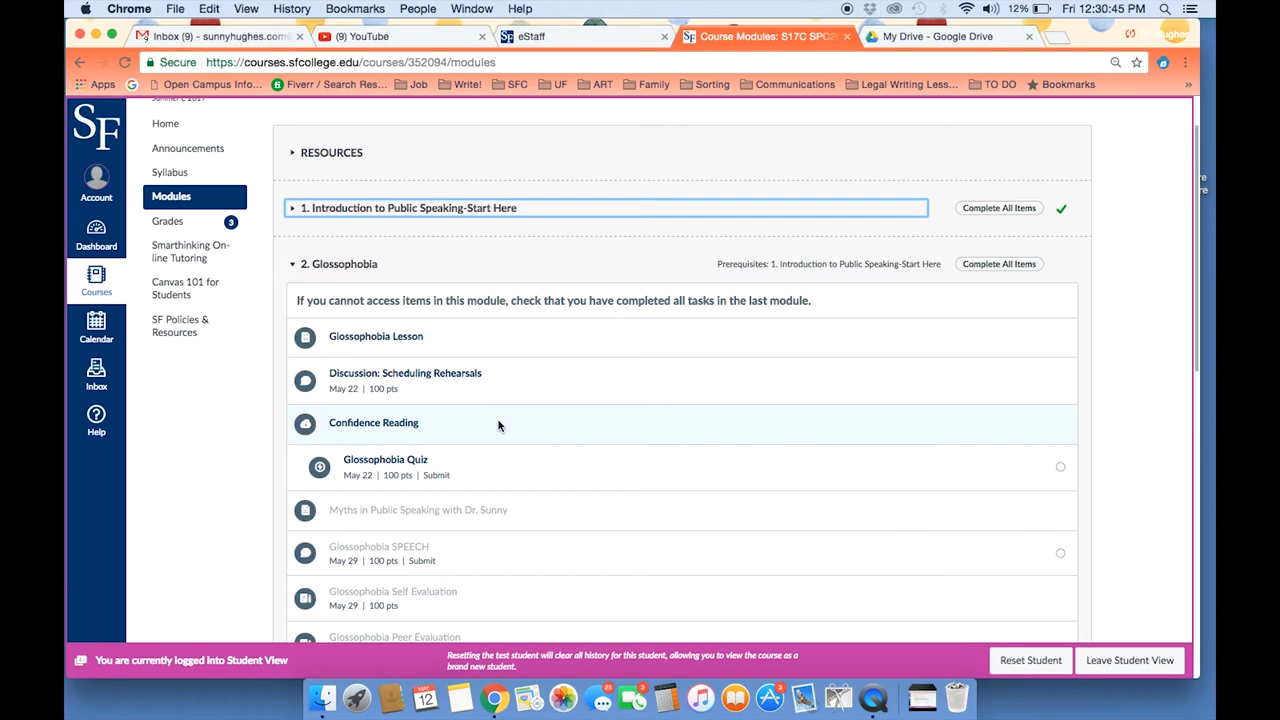 Chrome File Edit View History Bookmarks People Window Help 12% Fri 12:30:45 PM
Inbox (9) - sunnyhughes.com@ (9) YouTube eStaff Course Modules: S17C SPC2 My Drive - Google Drive
Secure https://courses.sfcollege.edu/courses/352094/modules
Apps Open Campus Inf... Fiverr / Search Res... Job Write! SFC UF ART Family Sorting Communications Legal Writing Less... TO DO Bookmarks »
SF
Account
Dashboard
Courses
Calendar
Inbox
Help
Home
Announcements
Syllabus
Modules
Grades 3
Smarthinking On-
line Tutoring
Canvas 101 for
Students
SF Policies &
Resources
RESOURCES
1. Introduction to Public Speaking-Start Here Complete All Items
2. Glossophobia Prerequisites: 1. Introduction to Public Speaking-Start Here Complete All Items
If you cannot access items in this module, check that you have completed all tasks in the last module.
Glossophobia Lesson
Discussion: Scheduling Rehearsals
May 22 | 100 pts
Confidence Reading
Glossophobia Quiz
May 22 | 100 pts | Submit
Myths in Public Speaking with Dr. Sunny
Glossophobia SPEECH
May 29 | 100 pts | Submit
Glossophobia Self Evaluation
May 29 | 100 pts
Glossophobia Peer Evaluation
You are currently logged into Student View
Resetting the test student will clear all history for this student, allowing you to view the course as a
brand new student.
Reset Student Leave Student View